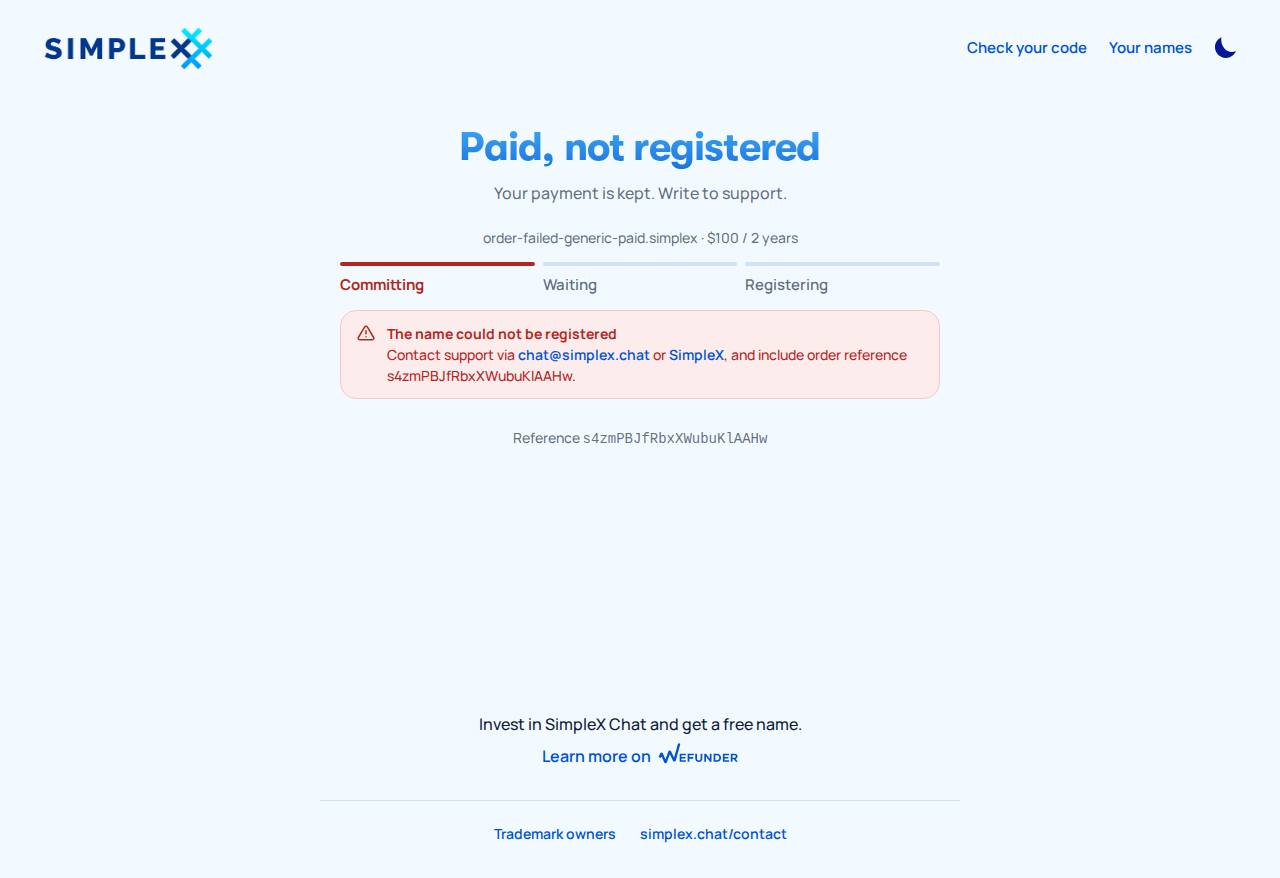 SIMPLEX
Check your code
Your names
Paid, not registered
Your payment is kept. Write to support.
order-failed-generic-paid.simplex · $100 / 2 years
Committing
Waiting
Registering
The name could not be registered
Contact support via chat@simplex.chat or SimpleX, and include order reference
s4zmPBJfRbxXWubuKlAAHw.
Reference s4zmPBJfRbxXWubuKlAAHw
Invest in SimpleX Chat and get a free name.
Learn more on WEFUNDER
Trademark owners
simplex.chat/contact